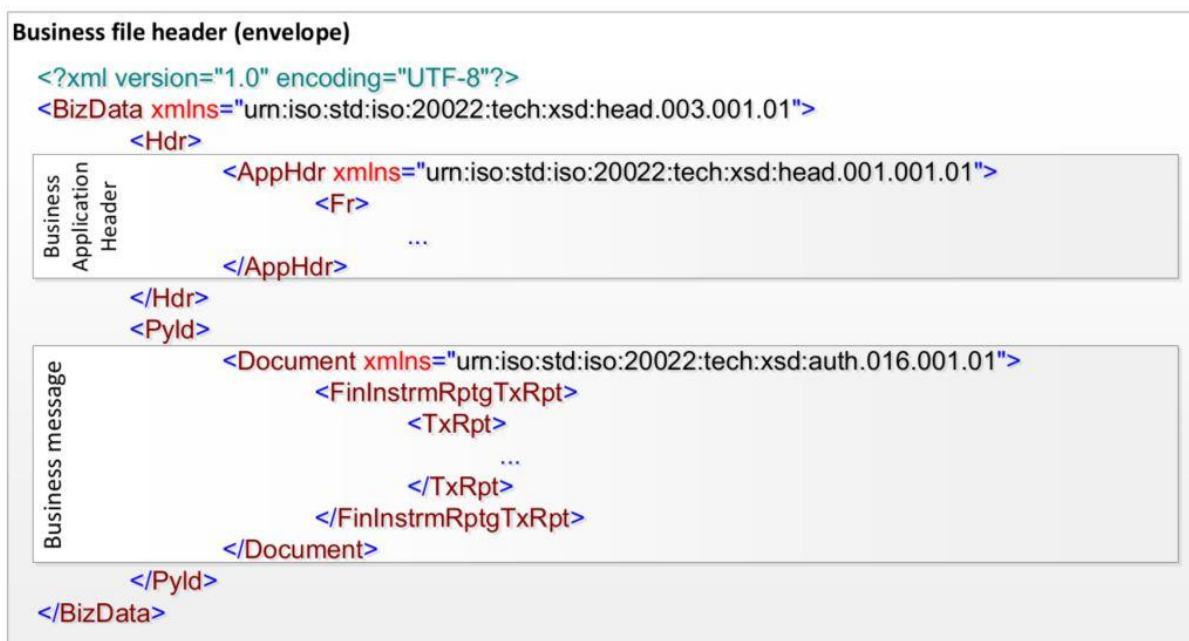 Business file header (envelope)
<?xml version="1.0" encoding="UTF-8"?>
<BizData xmlns="urn:iso:std:iso:20022:tech:xsd:head.003.001.01">
<Hdr>
Business
Application
Header
<AppHdr xmlns="urn:iso:std:iso:20022:tech:xsd:head.001.001.01">
<Fr>
...
</AppHdr>
</Hdr>
<Pyld>
Business message
<Document xmlns="urn:iso:std:iso:20022:tech:xsd:auth.016.001.01">
<FinInstrmRptgTxRpt>
<TxRpt>
...
</TxRpt>
</FinInstrmRptgTxRpt>
</Document>
</Pyld>
</BizData>